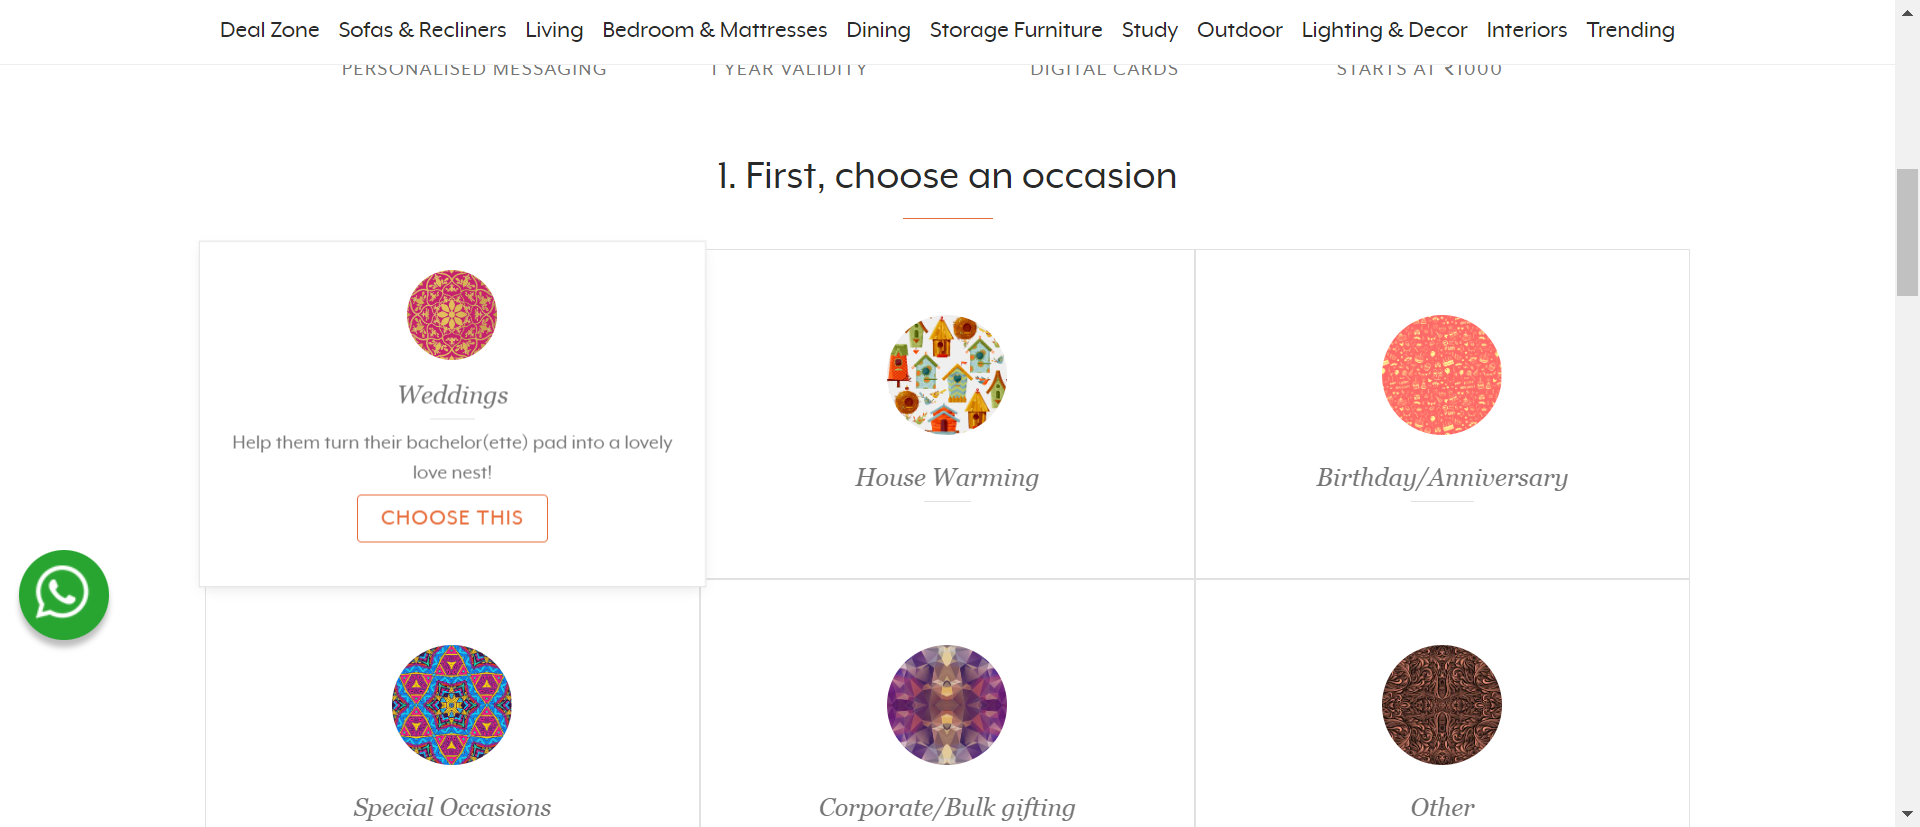 Deal Zone Sofas & Recliners Living Bedroom & Mattresses Dining Storage Furniture Study Outdoor Lighting & Decor Interiors Trending
PERSONALISED MESSAGING 1 YEAR VALIDITY DIGITAL CARDS STARTS AT ₹1000
1. First, choose an occasion
Weddings
Help them turn their bachelor(ette) pad into a lovely
love nest!
CHOOSE THIS
House Warming
Birthday/Anniversary
Special Occasions
Corporate/Bulk gifting
Other